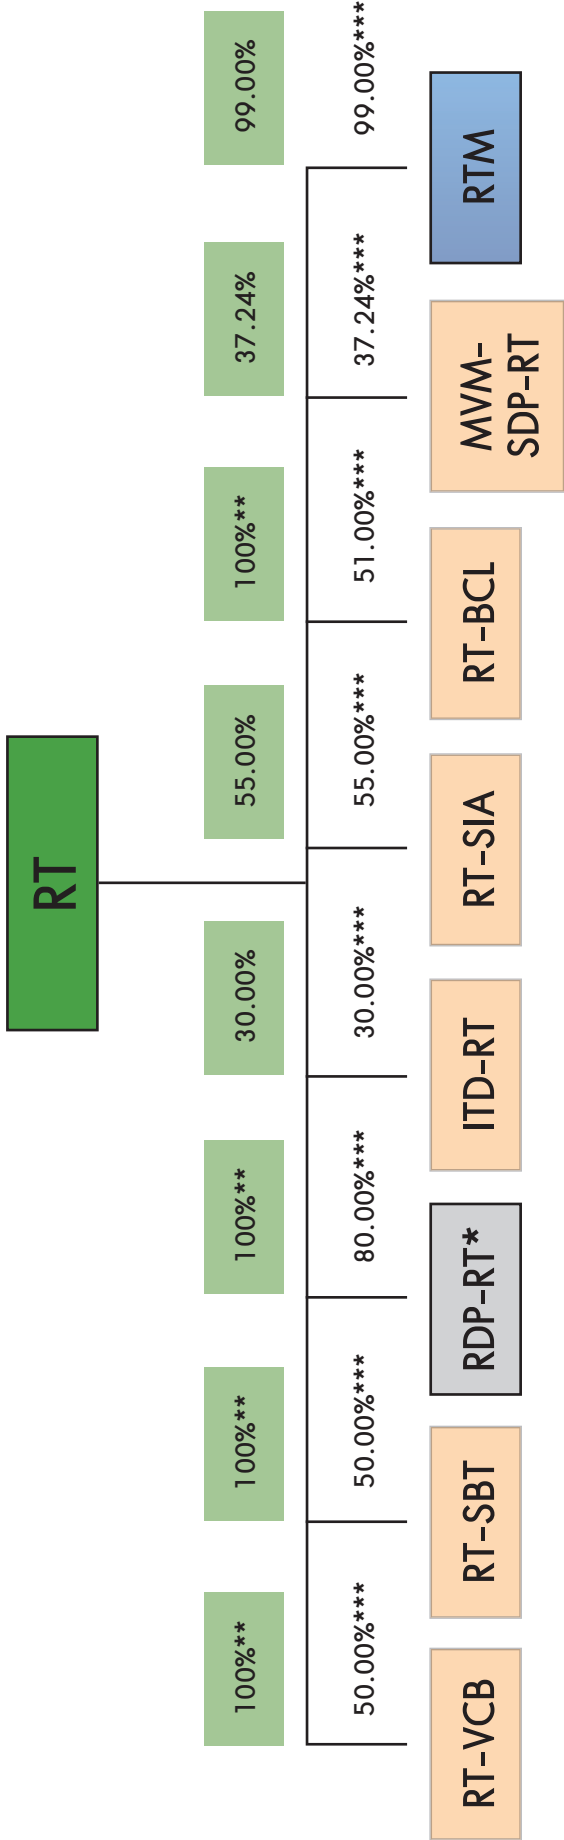 RT
100%**
100%**
100%**
30.00%
55.00%
100%**
37.24%
99.00%
50.00%***
50.00%***
80.00%***
30.00%***
55.00%***
51.00%***
37.24%***
99.00%***
RT-VCB
RT-SBT
RDP-RT*
ITD-RT
RT-SIA
RT-BCL
MVM-
SDP-RT
RTM